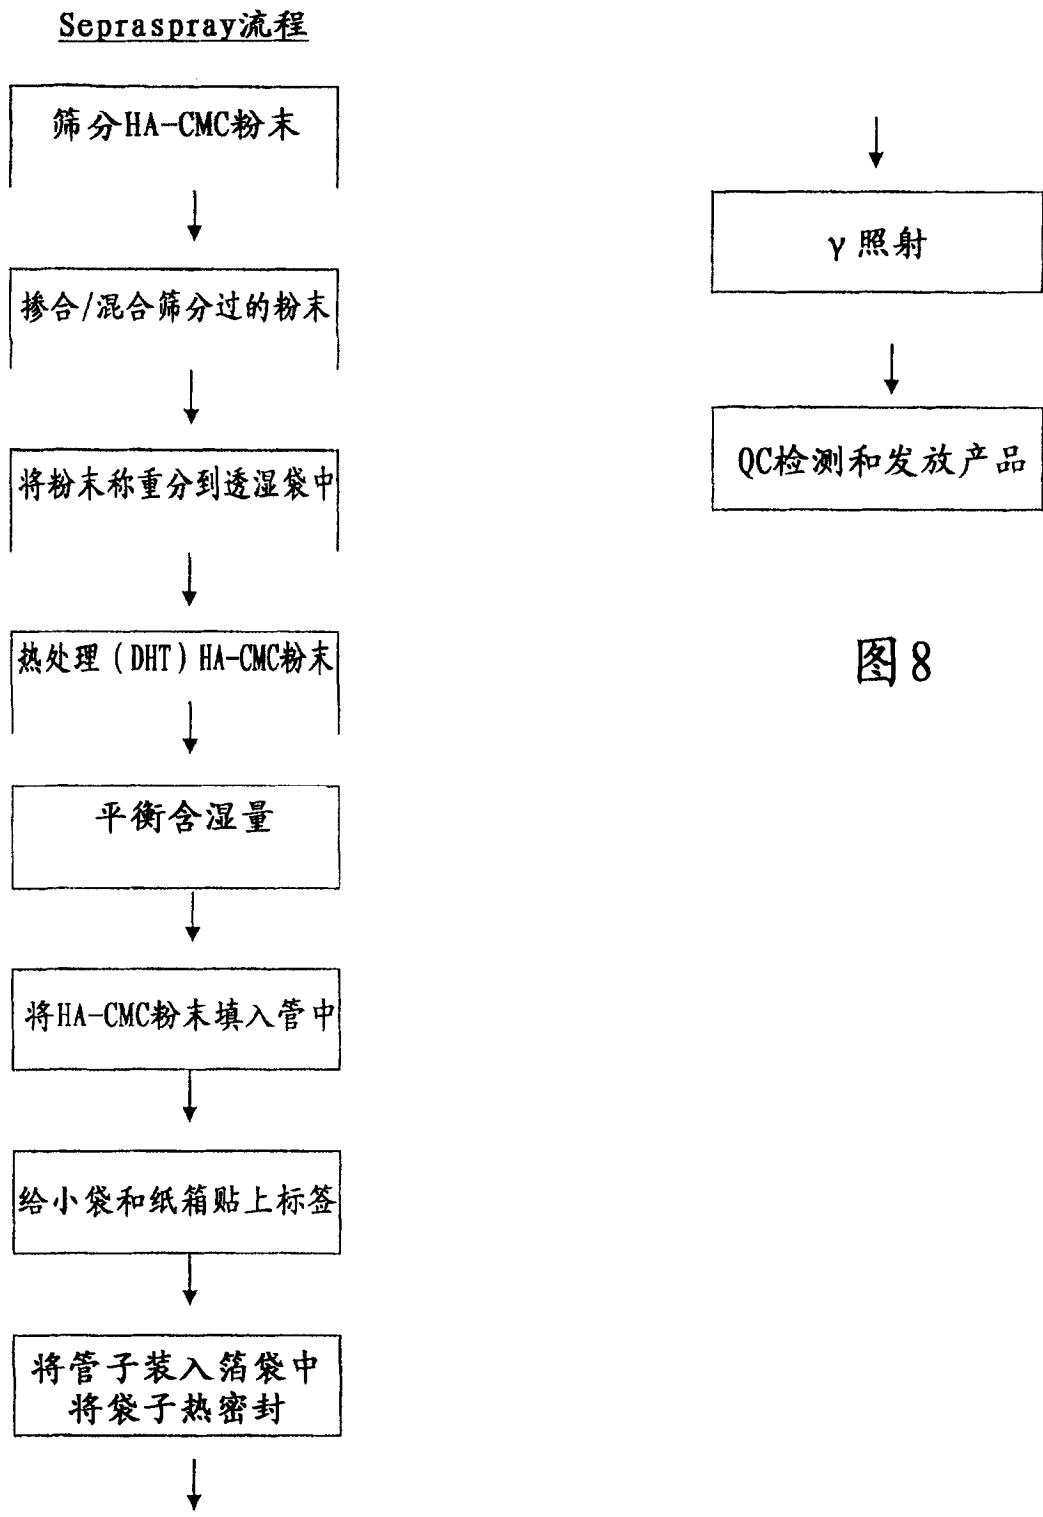 Sepraspray流程
筛分HA-CMC粉末
掺合/混合筛分过的粉末
将粉末称重分到透湿袋中
热处理(DHT)HA-CMC粉末
平衡含湿量
将HA-CMC粉末填入管中
给小袋和纸箱贴上标签
将管子装入箔袋中
将袋子热密封
γ照射
QC检测和发放产品
图8